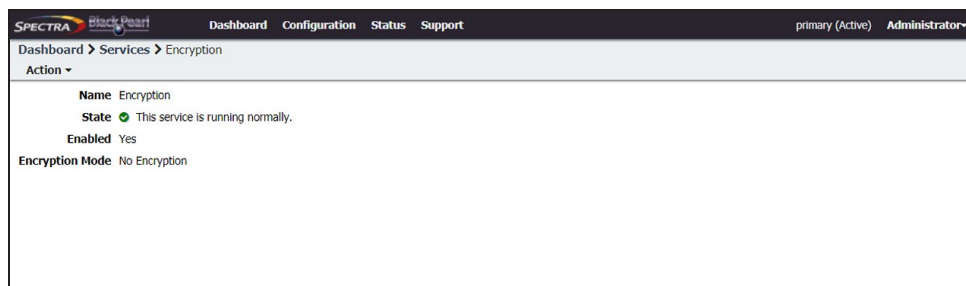 SPECTRA BlackPearl Dashboard Configuration Status Support primary (Active) Administrator
Dashboard > Services > Encryption
Action
Name Encryption
State This service is running normally.
Enabled Yes
Encryption Mode No Encryption